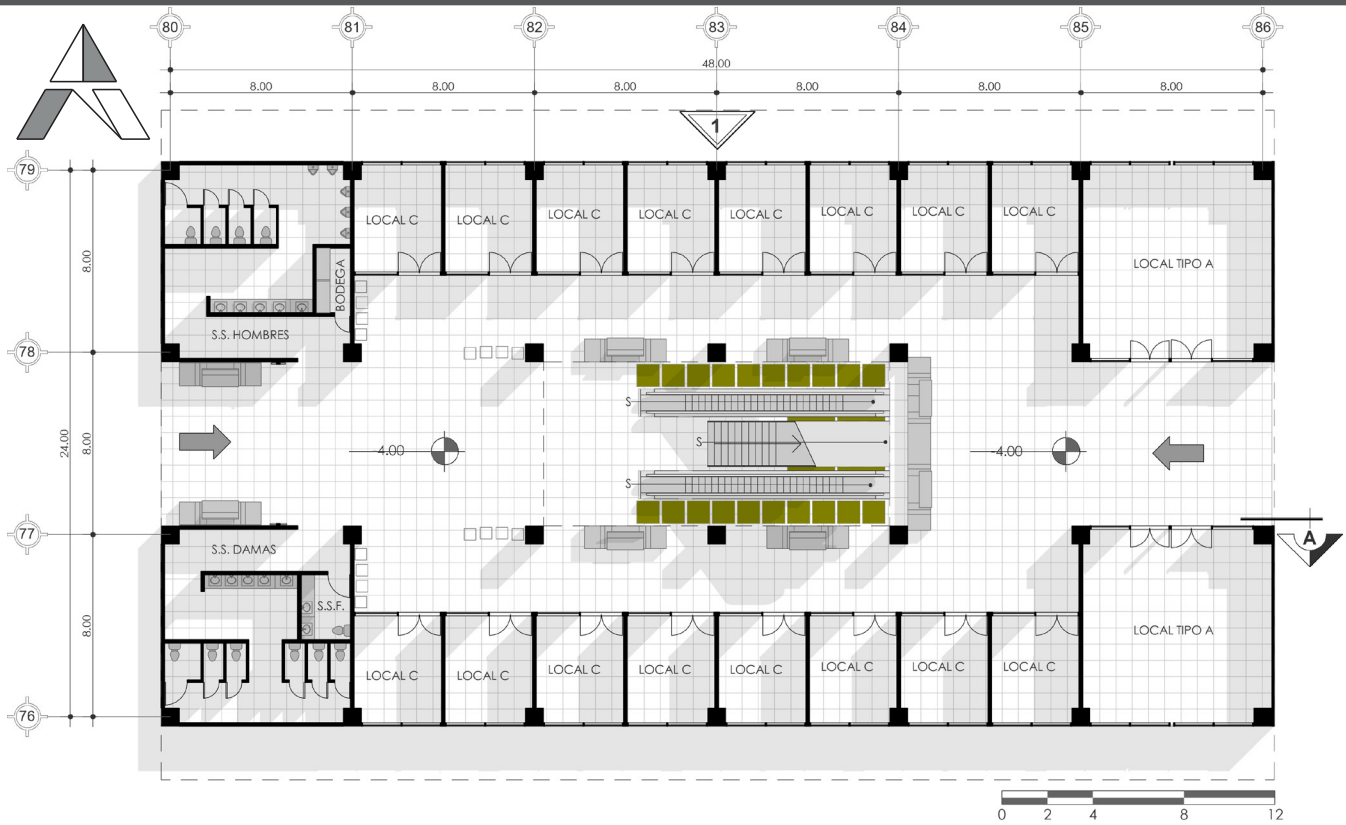 80 81 82 83 84 85 86
48.00
8.00 8.00 8.00 8.00 8.00 8.00
1
79
LOCAL C LOCAL C LOCAL C LOCAL C LOCAL C LOCAL C LOCAL C LOCAL C
8.00
BODEGA
LOCAL TIPO A
S.S. HOMBRES
78
S
24.00
8.00
-4.00
S
-4.00
S
77
A
S.S. DAMAS
S.S.F.
8.00
LOCAL TIPO A
LOCAL C LOCAL C LOCAL C LOCAL C LOCAL C LOCAL C LOCAL C LOCAL C
76
0 2 4 8 12